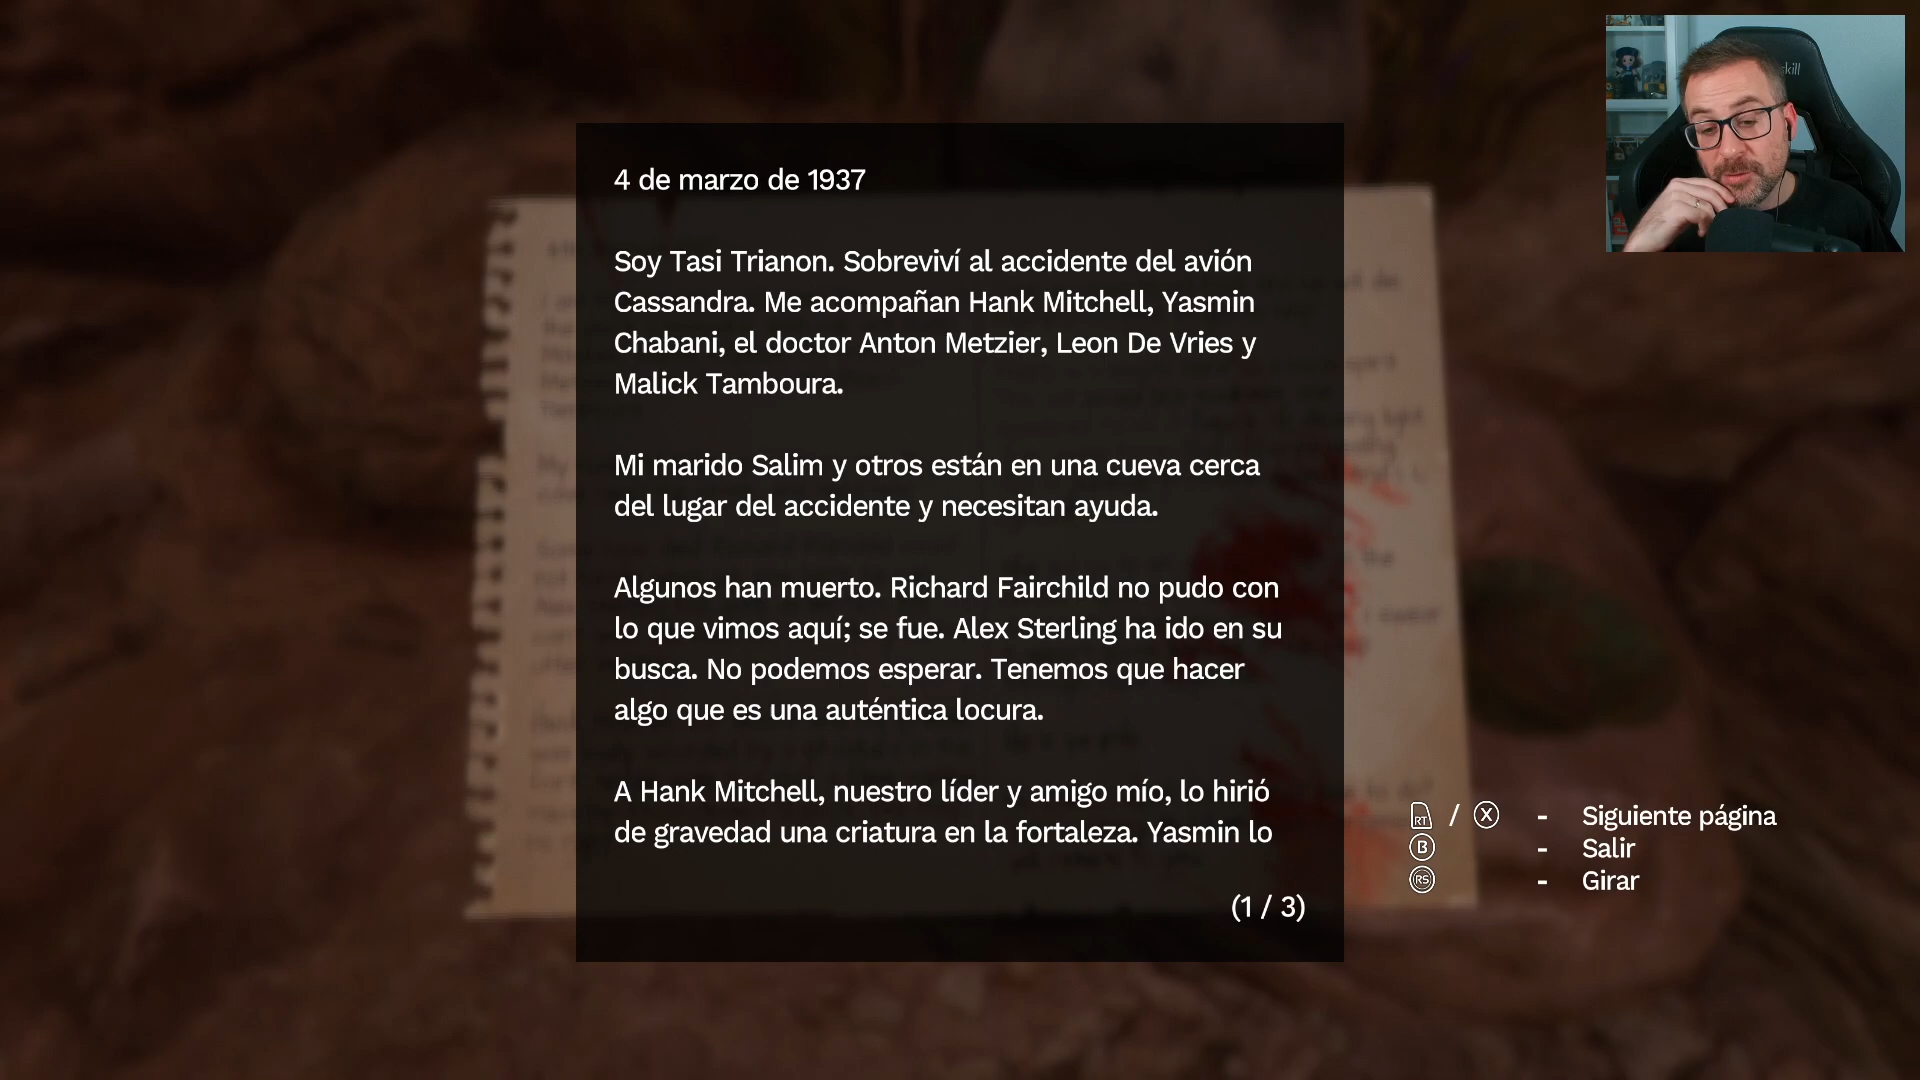 skill
4 de marzo de 1937
Soy Tasi Trianon. Sobreviví al accidente del avión
Cassandra. Me acompañan Hank Mitchell, Yasmin
Chabani, el doctor Anton Metzier, Leon De Vries y
Malick Tamboura.
Mi marido Salim y otros están en una cueva cerca
del lugar del accidente y necesitan ayuda.
Algunos han muerto. Richard Fairchild no pudo con
lo que vimos aquí; se fue. Alex Sterling ha ido en su
busca. No podemos esperar. Tenemos que hacer
algo que es una auténtica locura.
A Hank Mitchell, nuestro líder y amigo mío, lo hirió
de gravedad una criatura en la fortaleza. Yasmin lo
(1 / 3)
RT / X - Siguiente página
B - Salir
RS - Girar